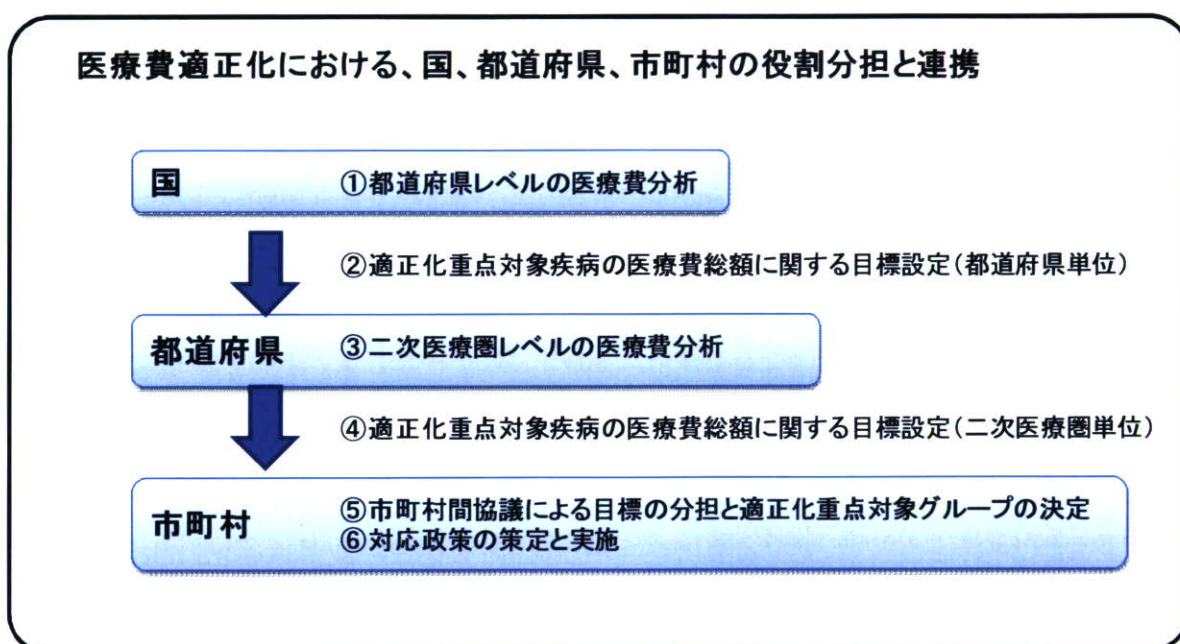 医療費適正化における、国、都道府県、市町村の役割分担と連携
国 ①都道府県レベルの医療費分析
②適正化重点対象疾病の医療費総額に関する目標設定(都道府県単位)
都道府県 ③二次医療圏レベルの医療費分析
④適正化重点対象疾病の医療費総額に関する目標設定(二次医療圏単位)
市町村 ⑤市町村間協議による目標の分担と適正化重点対象グループの決定
⑥対応政策の策定と実施